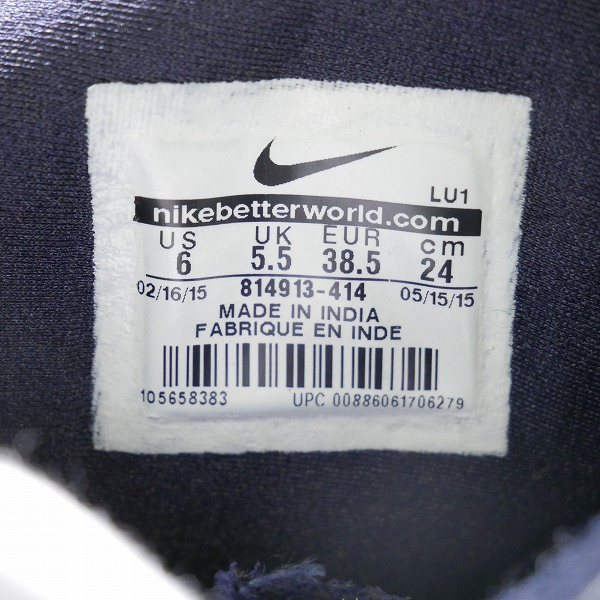 LU1
nikebetterworld.com
US UK EUR cm
6 5.5 38.5 24
02/16/15 814913-414 05/15/15
MADE IN INDIA
FABRIQUE EN INDE
105658383 UPC 00886061706279